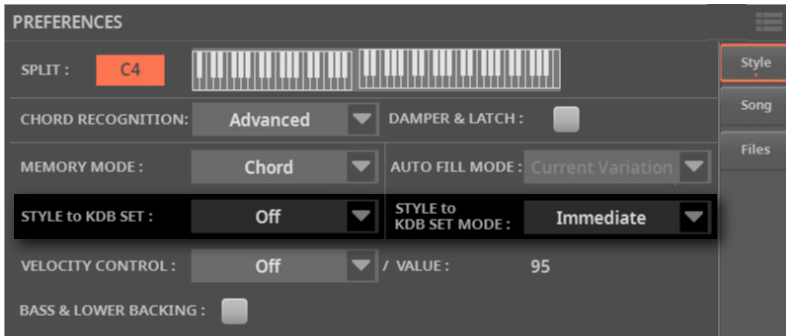 PREFERENCES
SPLIT : C4
Style
CHORD RECOGNITION: Advanced DAMPER & LATCH :
Song
MEMORY MODE : Chord AUTO FILL MODE : Current Variation
Files
STYLE to KDB SET : Off STYLE to
KDB SET MODE : Immediate
VELOCITY CONTROL : Off / VALUE : 95
BASS & LOWER BACKING :